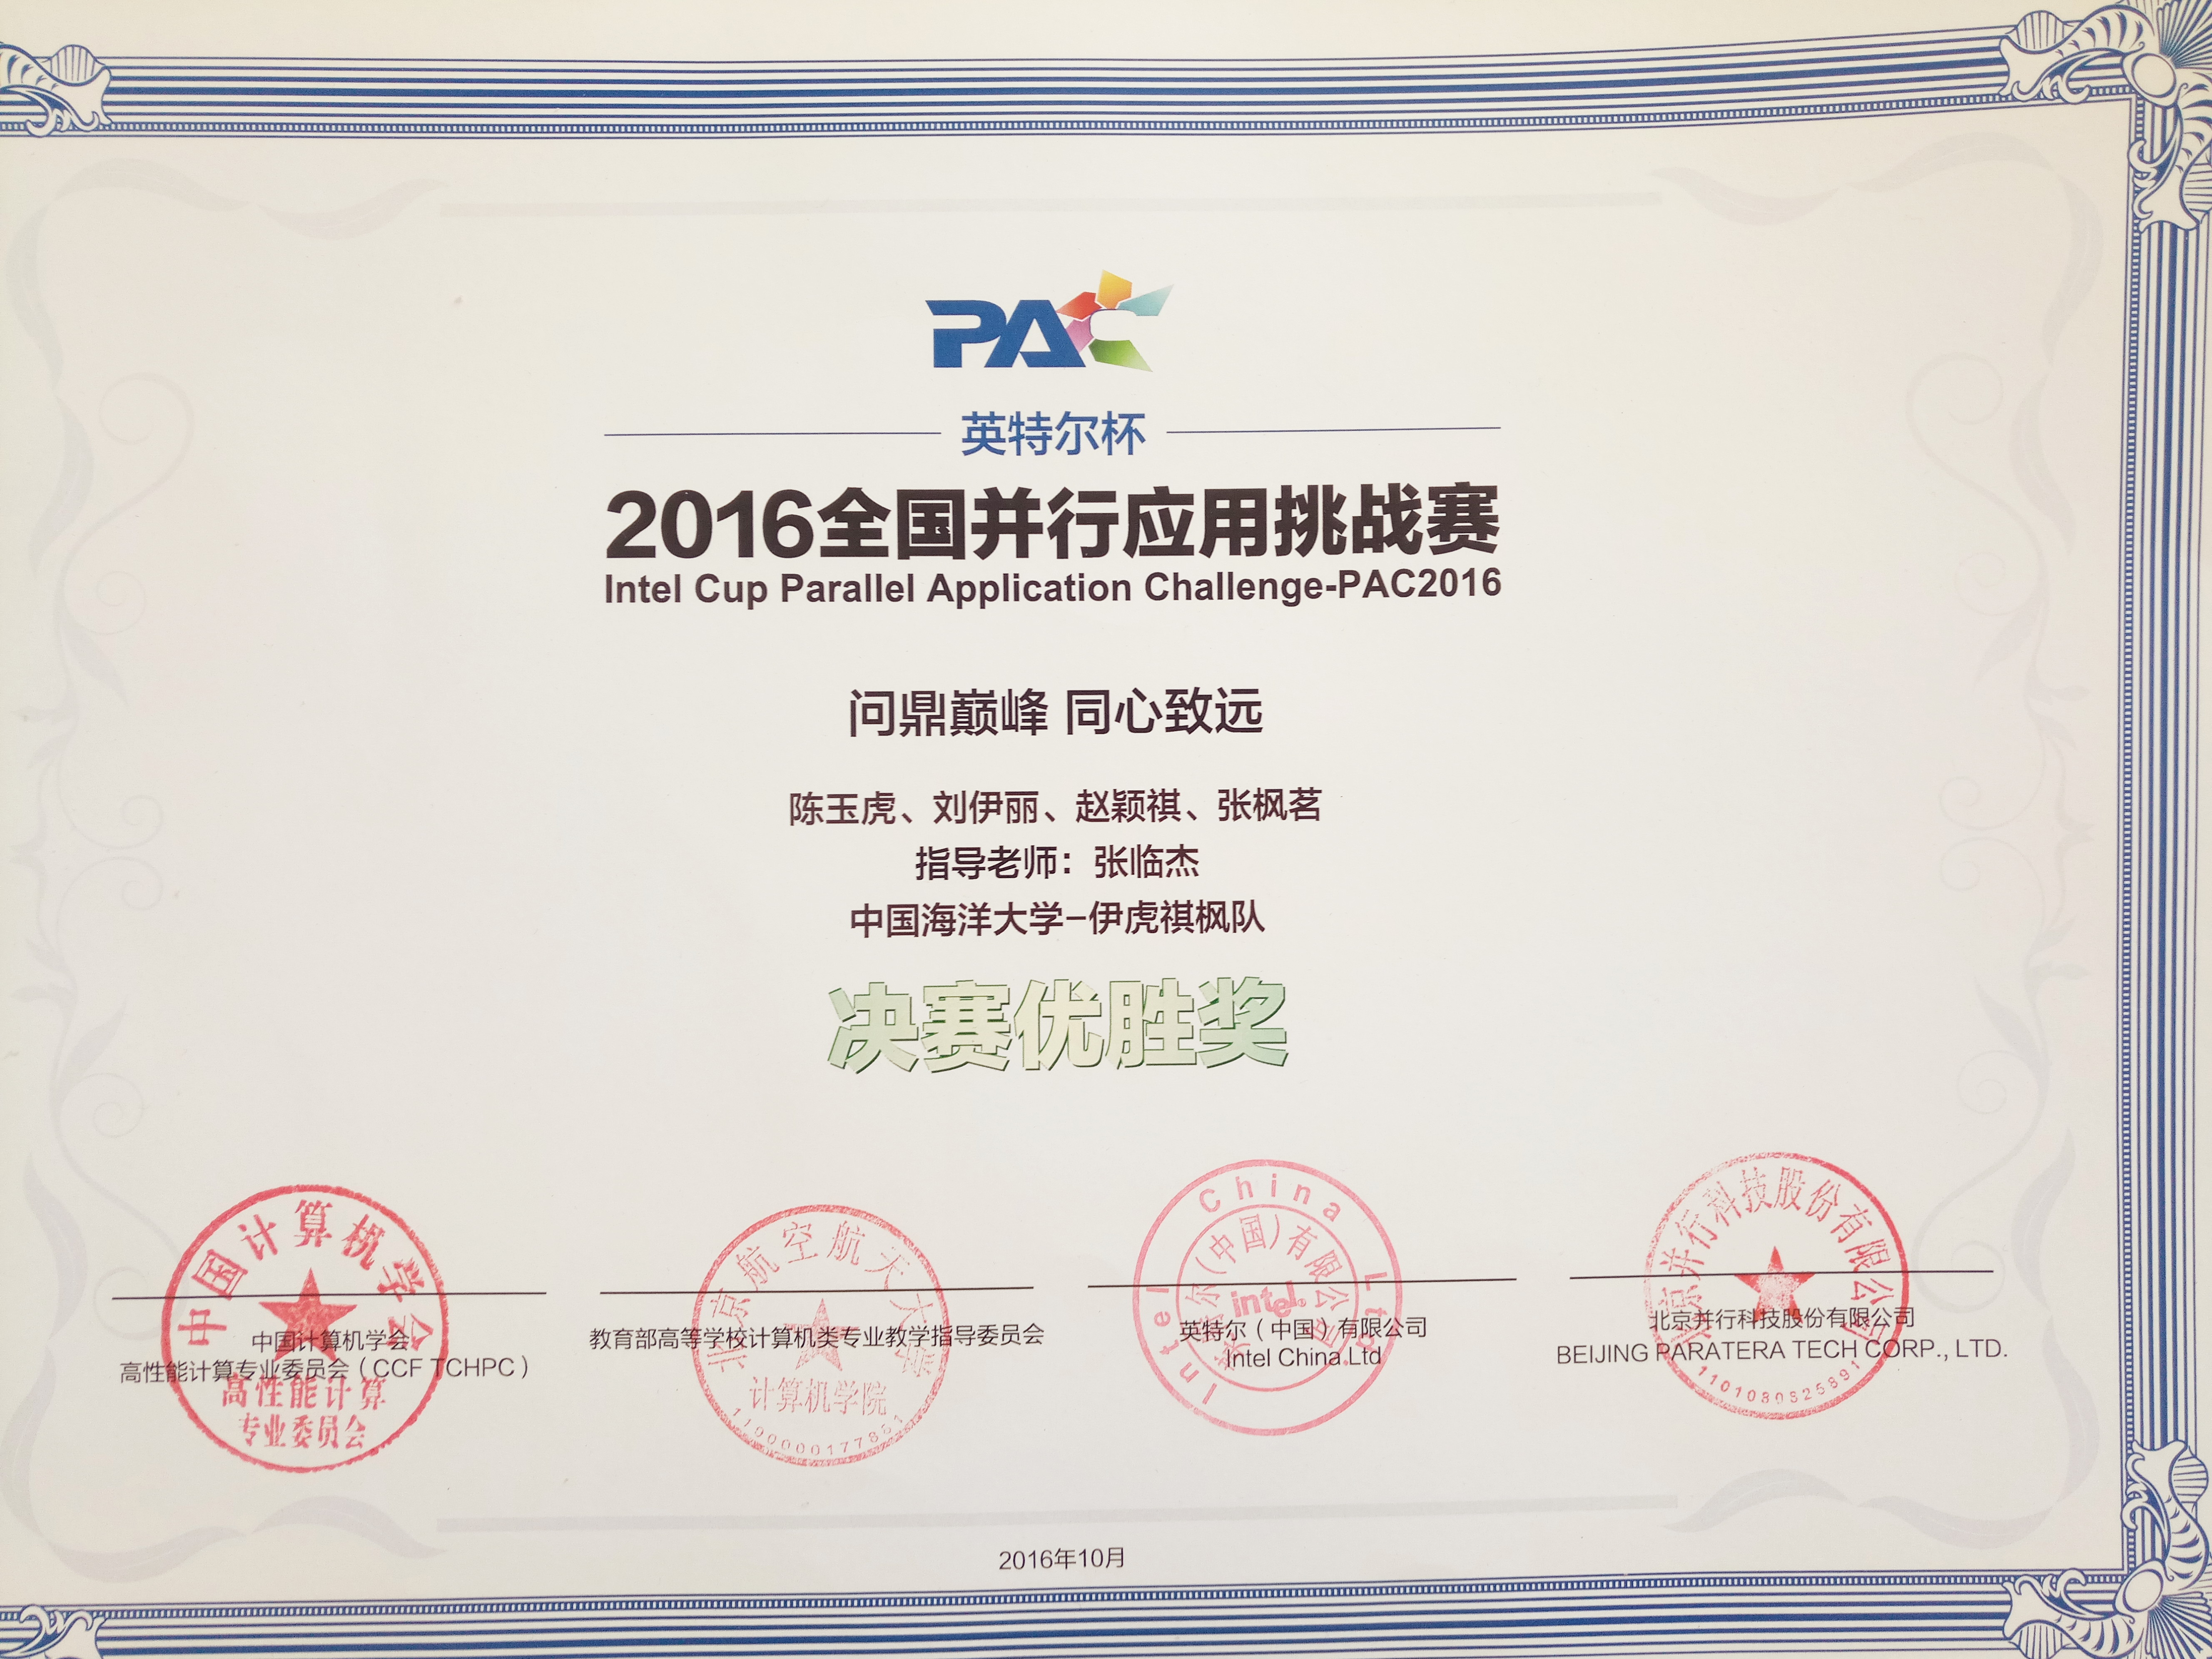 PAC
英特尔杯
2016全国并行应用挑战赛
Intel Cup Parallel Application Challenge-PAC2016
问鼎巅峰 同心致远
陈玉虎、刘伊丽、赵颖祺、张枫茗
指导老师：张临杰
中国海洋大学-伊虎祺枫队
决赛优胜奖
中国计算机学会
高性能计算
专业委员会
中国计算机学会
高性能计算专业委员会（CCF TCHPC）
北京航空航天大学
计算机学院
教育部高等学校计算机类专业教学指导委员会
Intel China Ltd.
英特尔(中国)有限公司
intel
英特尔（中国）有限公司
Intel China Ltd
北京并行科技股份有限公司
北京并行科技股份有限公司
BEIJING PARATERA TECH CORP., LTD.
2016年10月